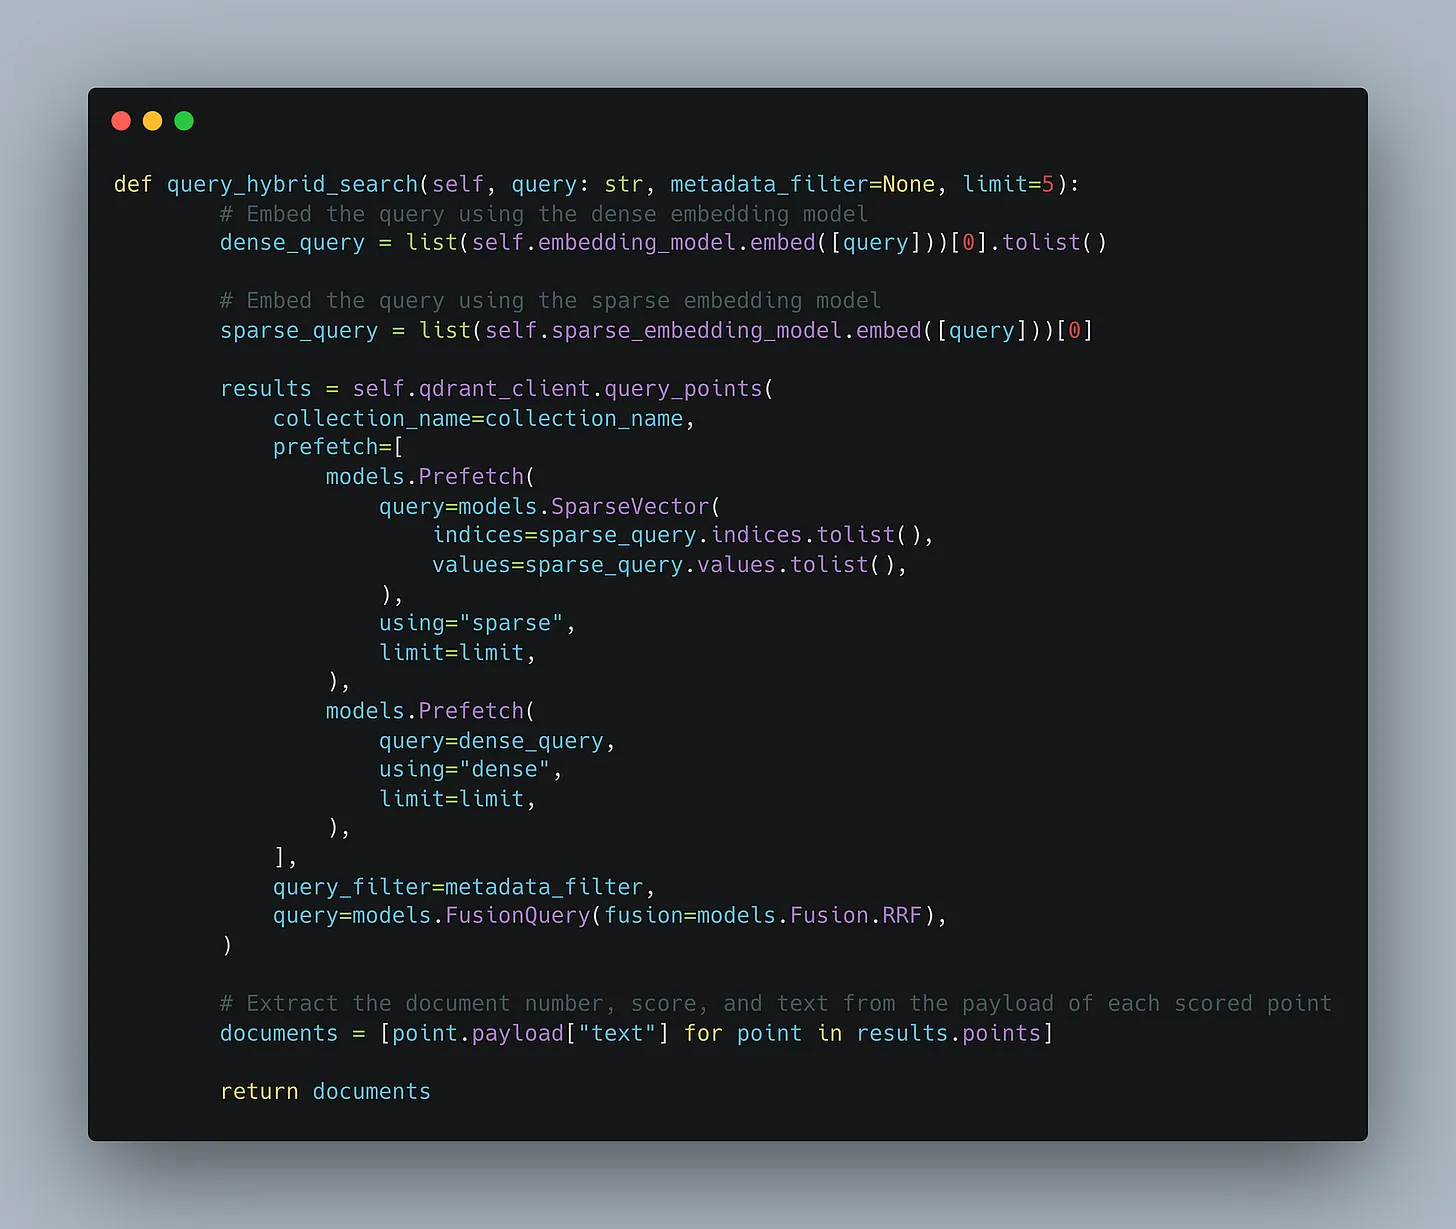 def query_hybrid_search(self, query: str, metadata_filter=None, limit=5):
        # Embed the query using the dense embedding model
        dense_query = list(self.embedding_model.embed([query]))[0].tolist()

        # Embed the query using the sparse embedding model
        sparse_query = list(self.sparse_embedding_model.embed([query]))[0]

        results = self.qdrant_client.query_points(
            collection_name=collection_name,
            prefetch=[
                models.Prefetch(
                    query=models.SparseVector(
                        indices=sparse_query.indices.tolist(),
                        values=sparse_query.values.tolist(),
                    ),
                    using="sparse",
                    limit=limit,
                ),
                models.Prefetch(
                    query=dense_query,
                    using="dense",
                    limit=limit,
                ),
            ],
            query_filter=metadata_filter,
            query=models.FusionQuery(fusion=models.Fusion.RRF),
        )

        # Extract the document number, score, and text from the payload of each scored point
        documents = [point.payload["text"] for point in results.points]

        return documents